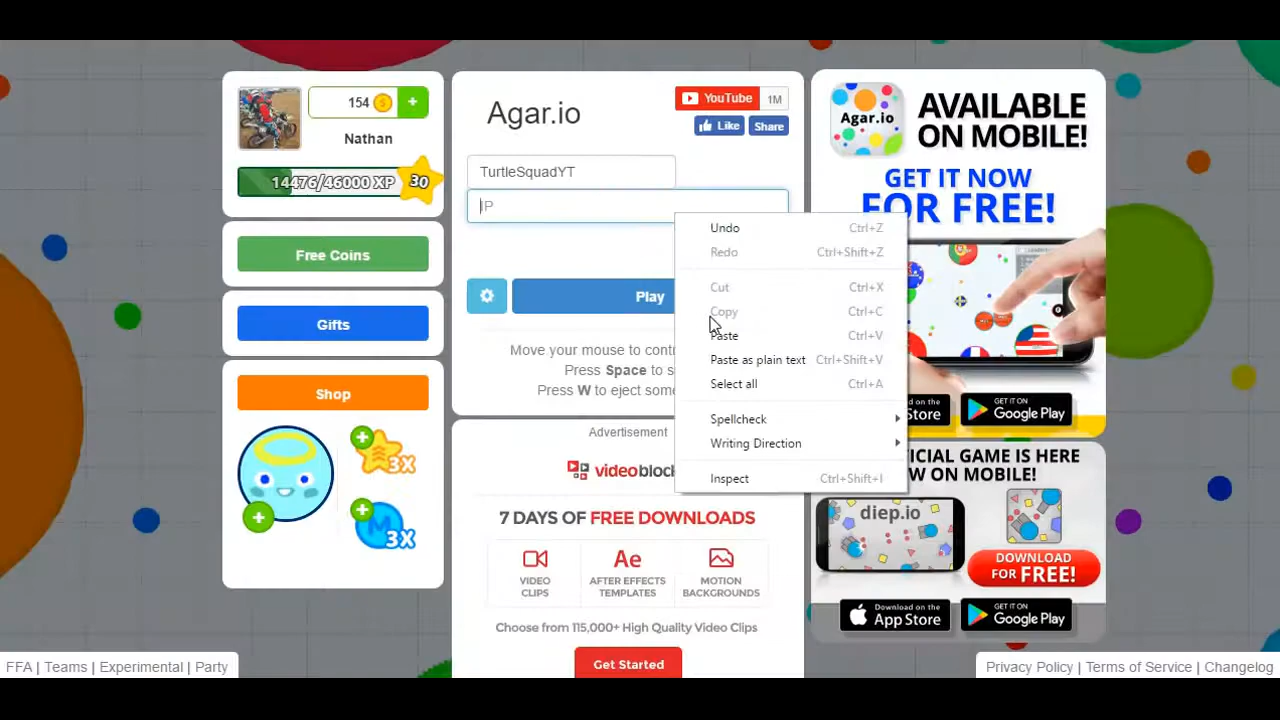 154
Nathan
14476/46000 XP
30
Free Coins
Gifts
Shop
3X
M
3X
Agar.io
YouTube
1M
Like
Share
TurtleSquadYT
IP
Play
Move your mouse to cont
Press Space to s
Press W to eject som
Undo Ctrl+Z
Redo Ctrl+Shift+Z
Cut Ctrl+X
Copy Ctrl+C
Paste Ctrl+V
Paste as plain text Ctrl+Shift+V
Select all Ctrl+A
Spellcheck
Writing Direction
Inspect Ctrl+Shift+I
Advertisement
videobloc
7 DAYS OF FREE DOWNLOADS
VIDEO
CLIPS
Ae
AFTER EFFECTS
TEMPLATES
MOTION
BACKGROUNDS
Choose from 115,000+ High Quality Video Clips
Get Started
Agar.io
AVAILABLE
ON MOBILE!
GET IT NOW
FOR FREE!
on the
Store
GET IT ON
Google Play
FICIAL GAME IS HERE
W ON MOBILE!
diep.io
DOWNLOAD
FOR FREE!
Download on the
App Store
GET IT ON
Google Play
FFA | Teams | Experimental | Party
Privacy Policy | Terms of Service | Changelog